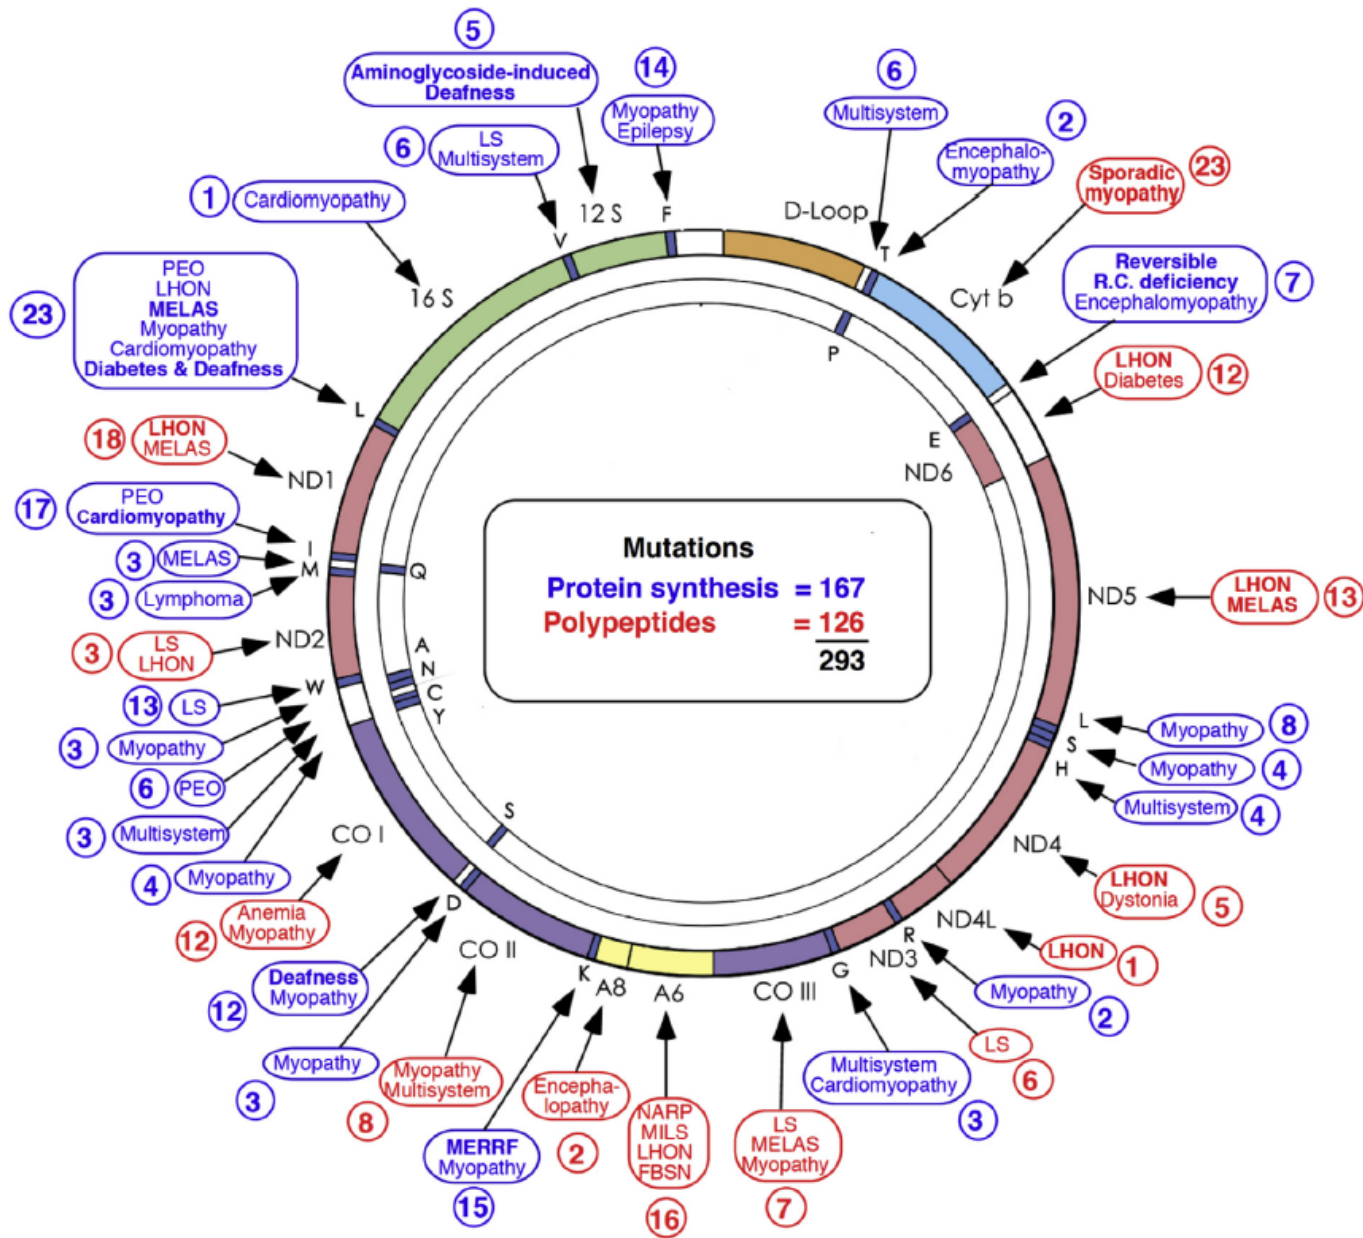 5
Aminoglycoside-induced
Deafness
14
Myopathy
Epilepsy
6
Multisystem
2
Encephalo-
myopathy
23
Sporadic
myopathy
6
LS
Multisystem
1
Cardiomyopathy
12 S
F
D-Loop
V
T
16 S
Cyt b
Reversible
R.C. deficiency
Encephalomyopathy
7
23
PEO
LHON
MELAS
Myopathy
Cardiomyopathy
Diabetes & Deafness
L
P
LHON
Diabetes
12
18
LHON
MELAS
ND1
E
ND6
17
PEO
Cardiomyopathy
I
3
MELAS
M
3
Lymphoma
Q
Mutations
Protein synthesis = 167
Polypeptides = 126
293
ND5
LHON
MELAS
13
3
LS
LHON
ND2
A
N
C
Y
W
13
LS
3
Myopathy
6
PEO
3
Multisystem
4
Myopathy
L
Myopathy
8
S
Myopathy
4
H
Multisystem
4
S
CO I
12
Anemia
Myopathy
ND4
LHON
Dystonia
5
D
CO II
K
A8
A6
CO III
G
ND3
R
ND4L
LHON
1
Myopathy
2
LS
6
Deafness
Myopathy
12
Myopathy
3
Myopathy
Multisystem
8
MERRF
Myopathy
15
Encepha-
lopathy
2
NARP
MILS
LHON
FBSN
16
LS
MELAS
Myopathy
7
Multisystem
Cardiomyopathy
3